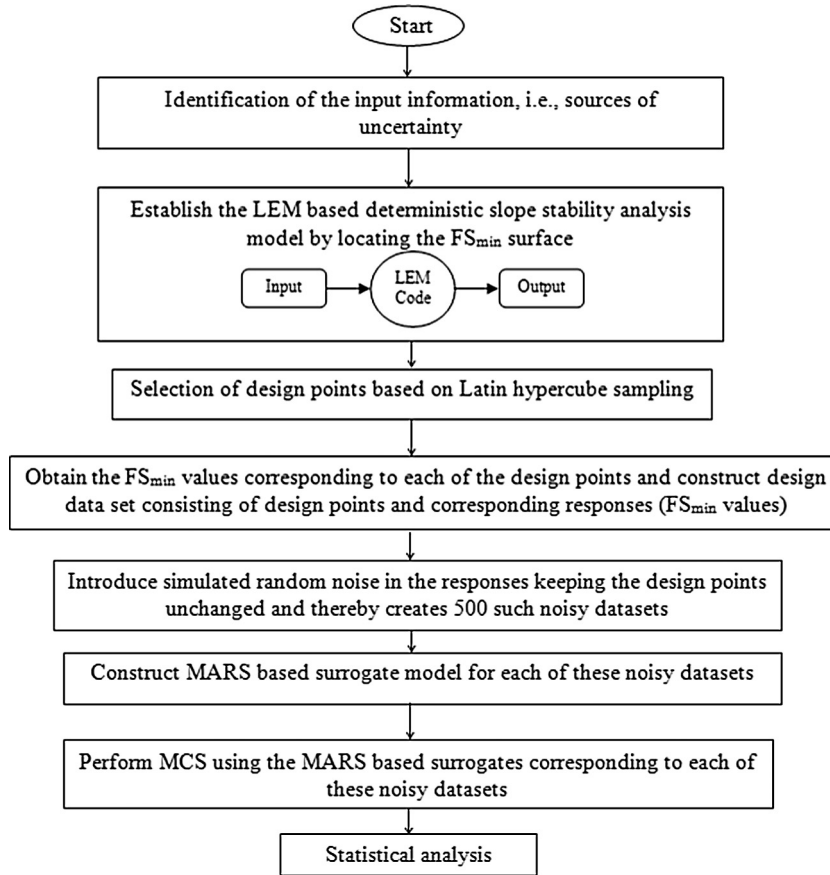 Start
Identification of the input information, i.e., sources of
uncertainty
Establish the LEM based deterministic slope stability analysis
model by locating the FSmin surface
Input
LEM
Code
Output
Selection of design points based on Latin hypercube sampling
Obtain the FSmin values corresponding to each of the design points and construct design
data set consisting of design points and corresponding responses (FSmin values)
Introduce simulated random noise in the responses keeping the design points
unchanged and thereby creates 500 such noisy datasets
Construct MARS based surrogate model for each of these noisy datasets
Perform MCS using the MARS based surrogates corresponding to each of
these noisy datasets
Statistical analysis